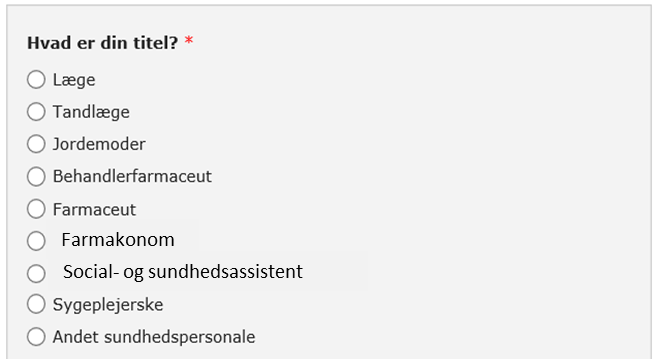 Hvad er din titel? *
Læge
Tandlæge
Jordemoder
Behandlerfarmaceut
Farmaceut
Farmakonom
Social- og sundhedsassistent
Sygeplejerske
Andet sundhedspersonale